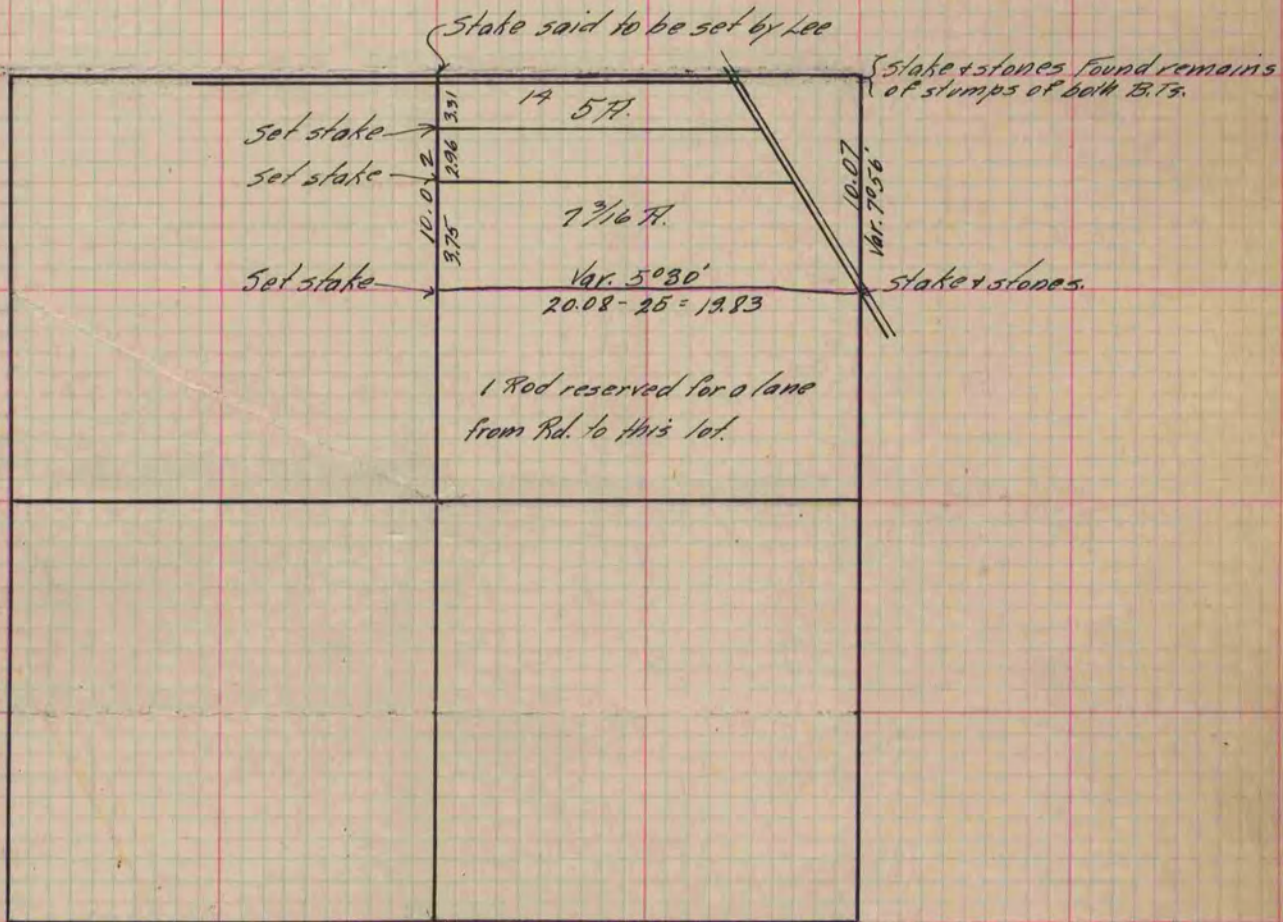 Stake said to be set by Lee
Stake & stones Found remains
of stumps of both B.Ts.
14
5 A.
3.31
Set stake
2.96
Set stake
10.02
10.07
Var. 7°56'
7 3/16 A.
3.75
Set stake
Var. 5°30'
stake & stones.
20.08 - 25 = 19.83
1 Rod reserved for a lane
from Rd. to this lot.